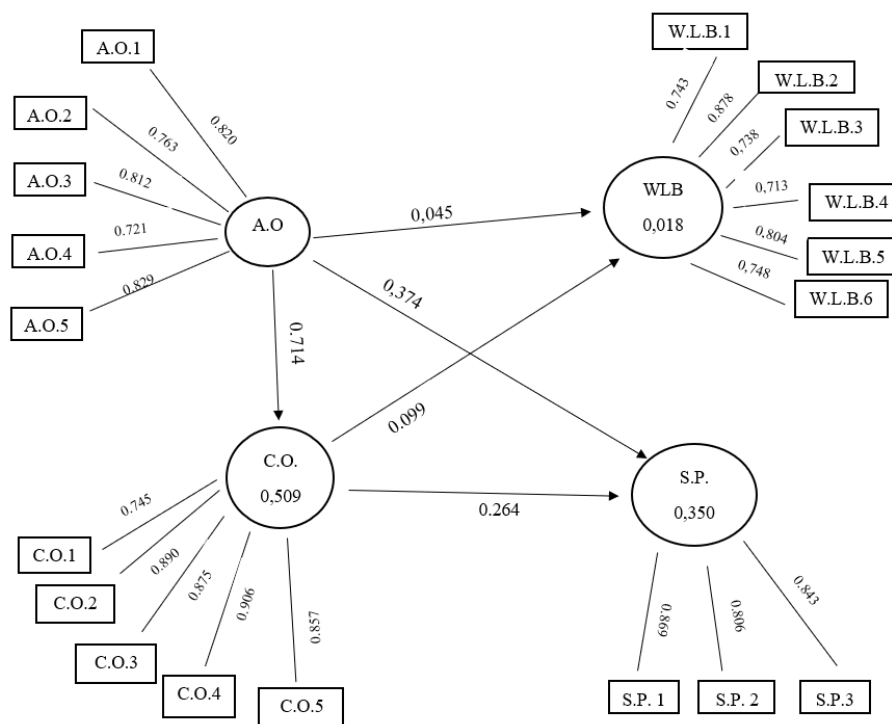 A.O.1
A.O.2
A.O.3
A.O.4
A.O.5
0.820
0.763
0.812
0.721
0.829
A.O
W.L.B.1
W.L.B.2
W.L.B.3
W.L.B.4
W.L.B.5
W.L.B.6
0.743
0.878
0,738
0,713
0,804
0,748
WLB
0,018
0,045
0,374
0.714
0.099
0.264
C.O.
0,509
0.745
0.890
0.875
0.906
0.857
C.O.1
C.O.2
C.O.3
C.O.4
C.O.5
S.P.
0,350
0.869
0.806
0.843
S.P. 1
S.P. 2
S.P.3